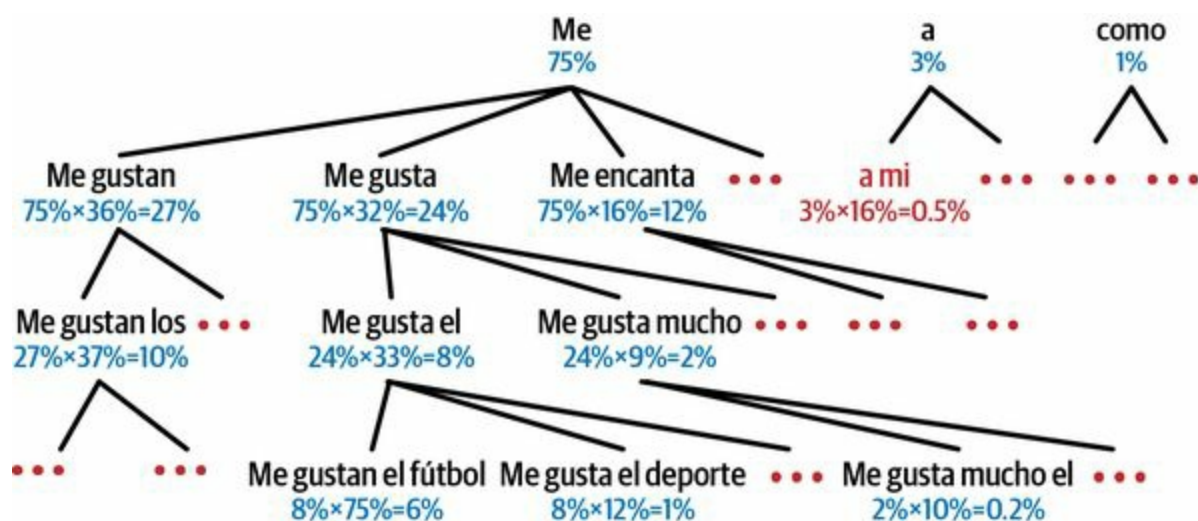 Me a como
75% 3% 1%
Me gustan Me gusta Me encanta ••• a mi ••• ••• •••
75%×36%=27% 75%×32%=24% 75%×16%=12% 3%×16%=0.5%
Me gustan los ••• Me gusta el Me gusta mucho ••• ••• •••
27%×37%=10% 24%×33%=8% 24%×9%=2%
••• ••• Me gustan el fútbol Me gusta el deporte ••• Me gusta mucho el •••
8%×75%=6% 8%×12%=1% 2%×10%=0.2%